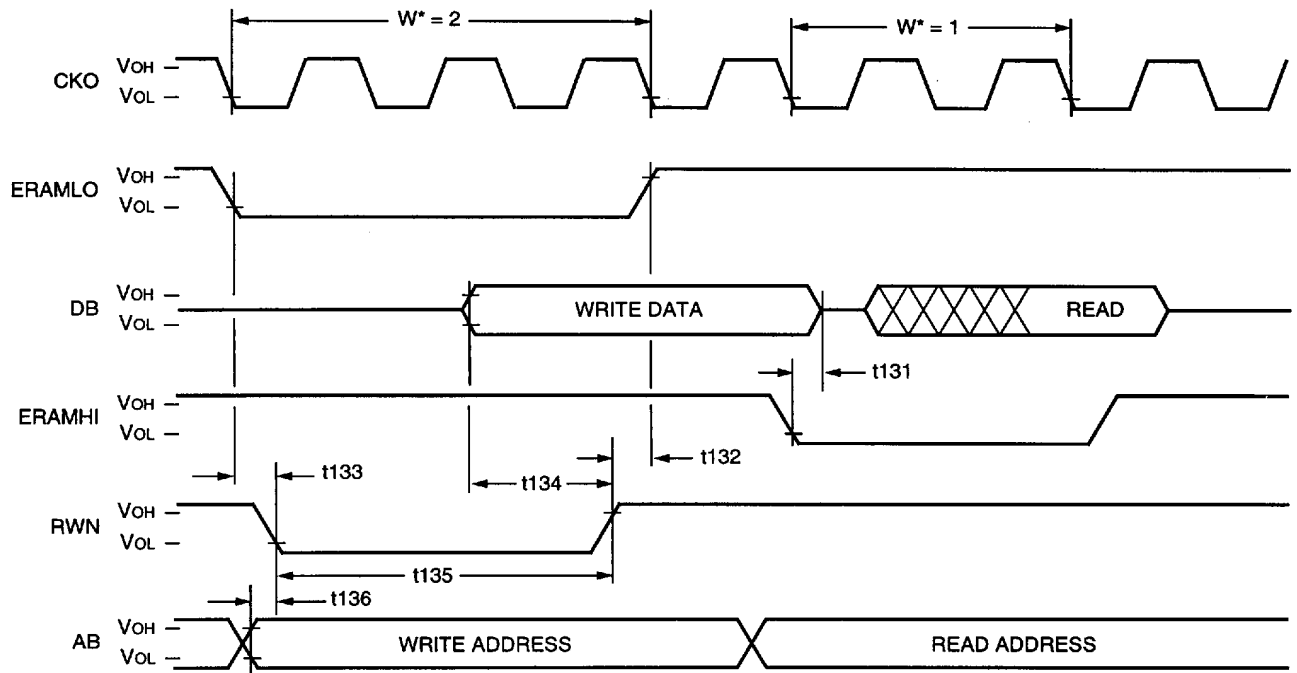 W* = 2
W* = 1
CKO
VOH
VOL
ERAMLO
VOH
VOL
DB
VOH
VOL
WRITE DATA
READ
t131
ERAMHI
VOH
VOL
t132
t133
t134
RWN
VOH
VOL
t135
t136
AB
VOH
VOL
WRITE ADDRESS
READ ADDRESS